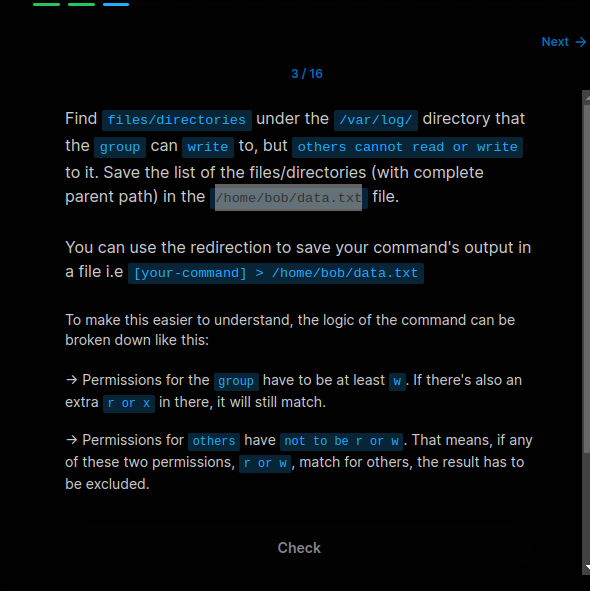 Next →
3 / 16
Find files/directories under the /var/log/ directory that
the group can write to, but others cannot read or write
to it. Save the list of the files/directories (with complete
parent path) in the /home/bob/data.txt file.
You can use the redirection to save your command's output in
a file i.e [your-command] > /home/bob/data.txt
To make this easier to understand, the logic of the command can be
broken down like this:
→ Permissions for the group have to be at least w. If there's also an
extra r or x in there, it will still match.
→ Permissions for others have not to be r or w. That means, if any
of these two permissions, r or w, match for others, the result has to
be excluded.
Check